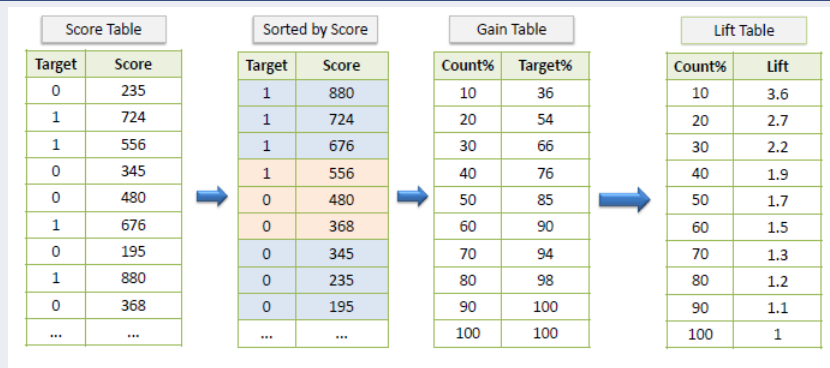 Score Table Sorted by Score Gain Table Lift Table
Target Score Target Score Count% Target% Count% Lift
0 235 1 880 10 36 10 3.6
1 724 1 724 20 54 20 2.7
1 556 1 676 30 66 30 2.2
0 345 1 556 40 76 40 1.9
0 480 0 480 50 85 50 1.7
1 676 0 368 60 90 60 1.5
0 195 0 345 70 94 70 1.3
1 880 0 235 80 98 80 1.2
0 368 0 195 90 100 90 1.1
... ... ... ... 100 100 100 1